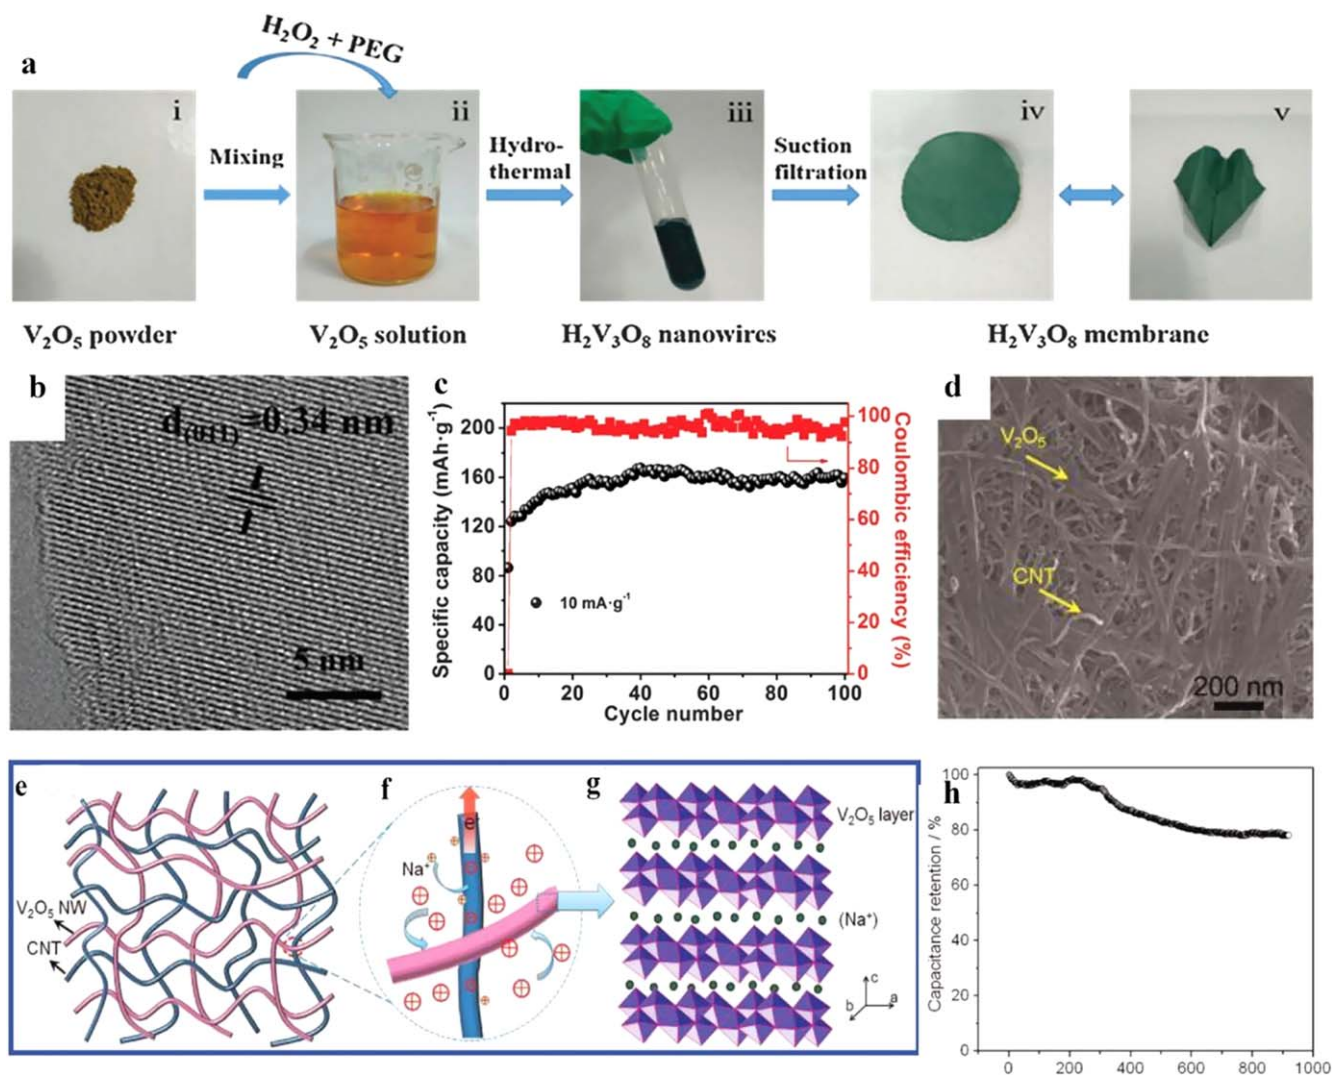 H₂O₂ + PEG
a
i
Mixing
ii
Hydro-
thermal
iii
Suction
filtration
iv
v
V₂O₅ powder
V₂O₅ solution
H₂V₃O₈ nanowires
H₂V₃O₈ membrane
b
d(011)=0.34 nm
5 nm
c
Specific capacity (mAh·g⁻¹)
200
160
120
80
40
0
10 mA·g⁻¹
0 20 40 60 80 100
Cycle number
100
80
60
40
20
0
Coulombic efficiency (%)
d
V₂O₅
CNT
200 nm
e
V₂O₅ NW
CNT
f
e⁻
Na⁺
g
V₂O₅ layer
(Na⁺)
c
b
a
h
Capacitance retention / %
100
80
60
40
20
0
0 200 400 600 800 1000